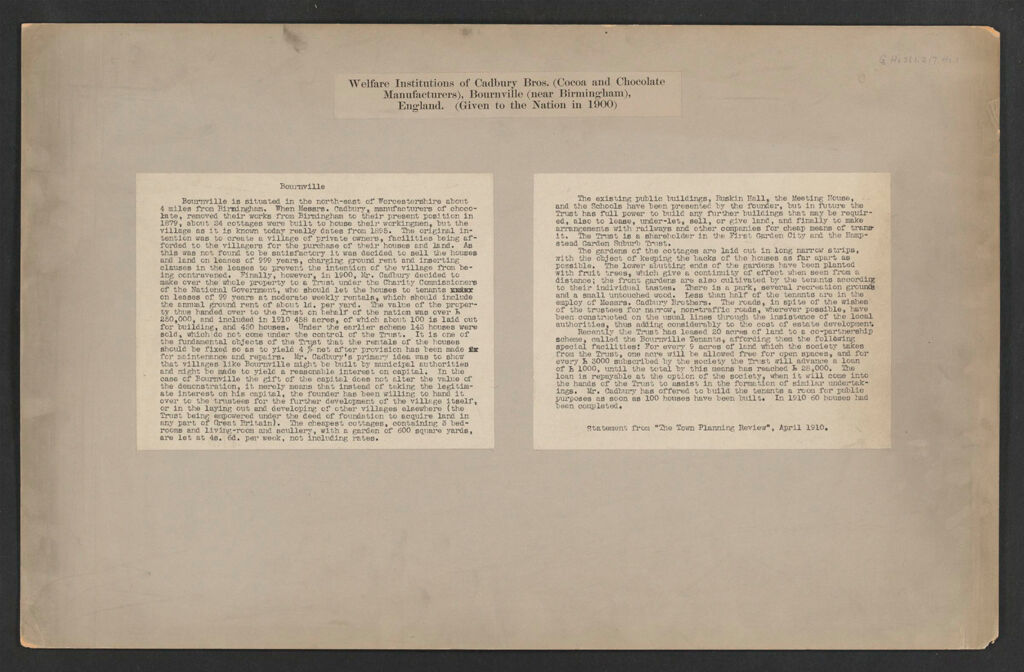 Welfare Institutions of Cadbury Bros. (Cocoa and Chocolate
Manufacturers), Bournville (near Birmingham),
England. (Given to the Nation in 1900)
Bournville
Bournville is situated in the north-east of Worcestershire about
4 miles from Birmingham. When Messrs. Cadbury, manufacturers of choco-
late, removed their works from Birmingham to their present position in
1879, about 24 cottages were built to house their workingmen, but the
village as it is known today really dates from 1895. The original in-
tention was to create a village of private owners, facilities being af-
forded to the villagers for the purchase of their houses and land. As
this was not found to be satisfactory it was decided to sell the houses
and land on leases of 999 years, charging ground rent and inserting
clauses in the leases to prevent the intention of the village from be-
ing contravened. Finally, however, in 1900, Mr. Cadbury decided to
make over the whole property to a Trust under the Charity Commissioners
of the National Government, who should let the houses to tenants
on leases of 99 years at moderate weekly rentals, which should include
the annual ground rent of about 1d. per yard. The value of the proper-
ty thus handed over to the Trust on behalf of the nation was over £
250,000, and included in 1910 458 acres, of which about 100 is laid out
for building, and 450 houses. Under the earlier scheme 143 houses were
sold, which do not come under the control of the Trust. It is one of
the fundamental objects of the Trust that the rentals of the houses
should be fixed so as to yield 4 % net after provision has been made
for maintenance and repairs. Mr. Cadbury's primary idea was to show
that villages like Bournville might be built by municipal authorities
and might be made to yield a reasonable interest on capital. In the
case of Bournville the gift of the capital does not alter the value of
the demonstration, it merely means that instead of taking the legitim-
ate interest on his capital, the founder has been willing to hand it
over to the trustees for the further development of the village itself,
or in the laying out and developing of other villages elsewhere (the
Trust being empowered under the deed of foundation to acquire land in
any part of Great Britain). The cheapest cottages, containing 3 bed-
rooms and living-room and scullery, with a garden of 600 square yards,
are let at 4s. 6d. per week, not including rates.
The existing public buildings, Ruskin Hall, the Meeting House,
and the Schools have been presented by the founder, but in future the
Trust has full power to build any further buildings that may be requir-
ed, also to lease, under-let, sell, or give land, and finally to make
arrangements with railways and other companies for cheap means of trans-
it. The Trust is a shareholder in the First Garden City and the Hamp-
stead Garden Suburb Trust.
The gardens of the cottages are laid out in long narrow strips,
with the object of keeping the backs of the houses as far apart as
possible. The lower abutting ends of the gardens have been planted
with fruit trees, which give a continuity of effect when seen from a
distance; the front gardens are also cultivated by the tenants according
to their individual tastes. There is a park, several recreation grounds
and a small untouched wood. Less than half of the tenants are in the
employ of Messrs. Cadbury Brothers. The roads, in spite of the wishes
of the trustees for narrow, non-traffic roads, wherever possible, have
been constructed on the usual lines through the insistence of the local
authorities, thus adding considerably to the cost of estate development
Recently the Trust has leased 20 acres of land to a co-partnership
scheme, called the Bournville Tenants, affording them the following
special facilities: For every 9 acres of land which the society takes
from the Trust, one acre will be allowed free for open spaces, and for
every £ 3000 subscribed by the society the Trust will advance a loan
of £ 1000, until the total by this means has reached £ 28,000. The
loan is repayable at the option of the society, when it will come into
the hands of the Trust to assist in the formation of similar undertak-
ings. Mr. Cadbury has offered to build the tenants a room for public
purposes as soon as 100 houses have been built. In 1910 60 houses had
been completed.
Statement from "The Town Planning Review", April 1910.